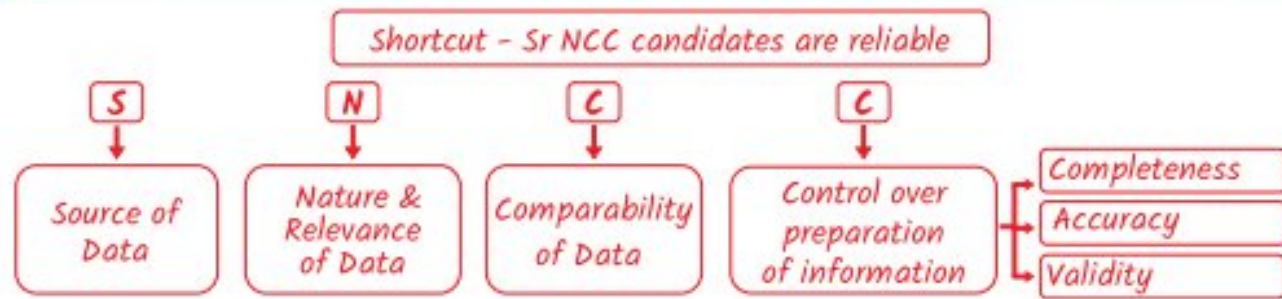 Shortcut - Sr NCC candidates are reliable
S
N
C
C
Source of
Data
Nature &
Relevance
of Data
Comparability
of Data
Control over
preparation
of information
Completeness
Accuracy
Validity